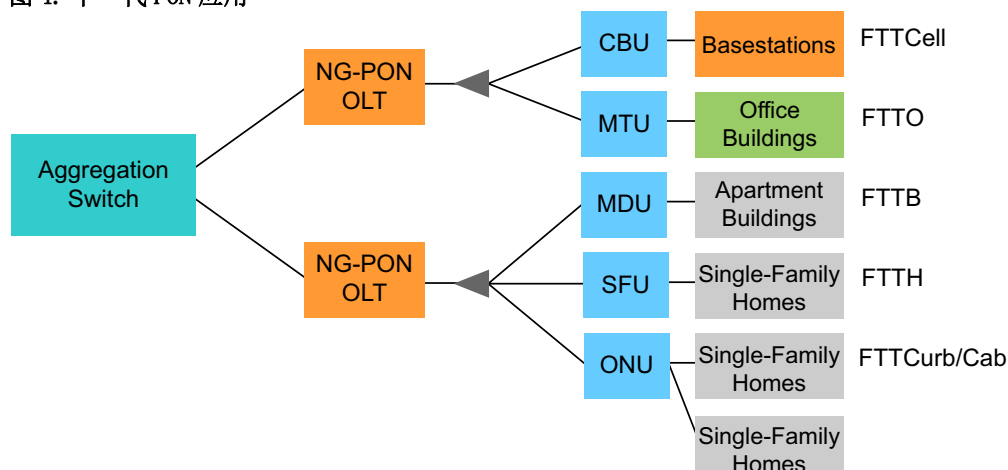 CBU
Basestations
FTTCell
NG-PON
OLT
MTU
Office
Buildings
FTTO
Aggregation
Switch
MDU
Apartment
Buildings
FTTB
NG-PON
OLT
SFU
Single-Family
Homes
FTTH
ONU
Single-Family
Homes
FTTCurb/Cab
Single-Family
Homes